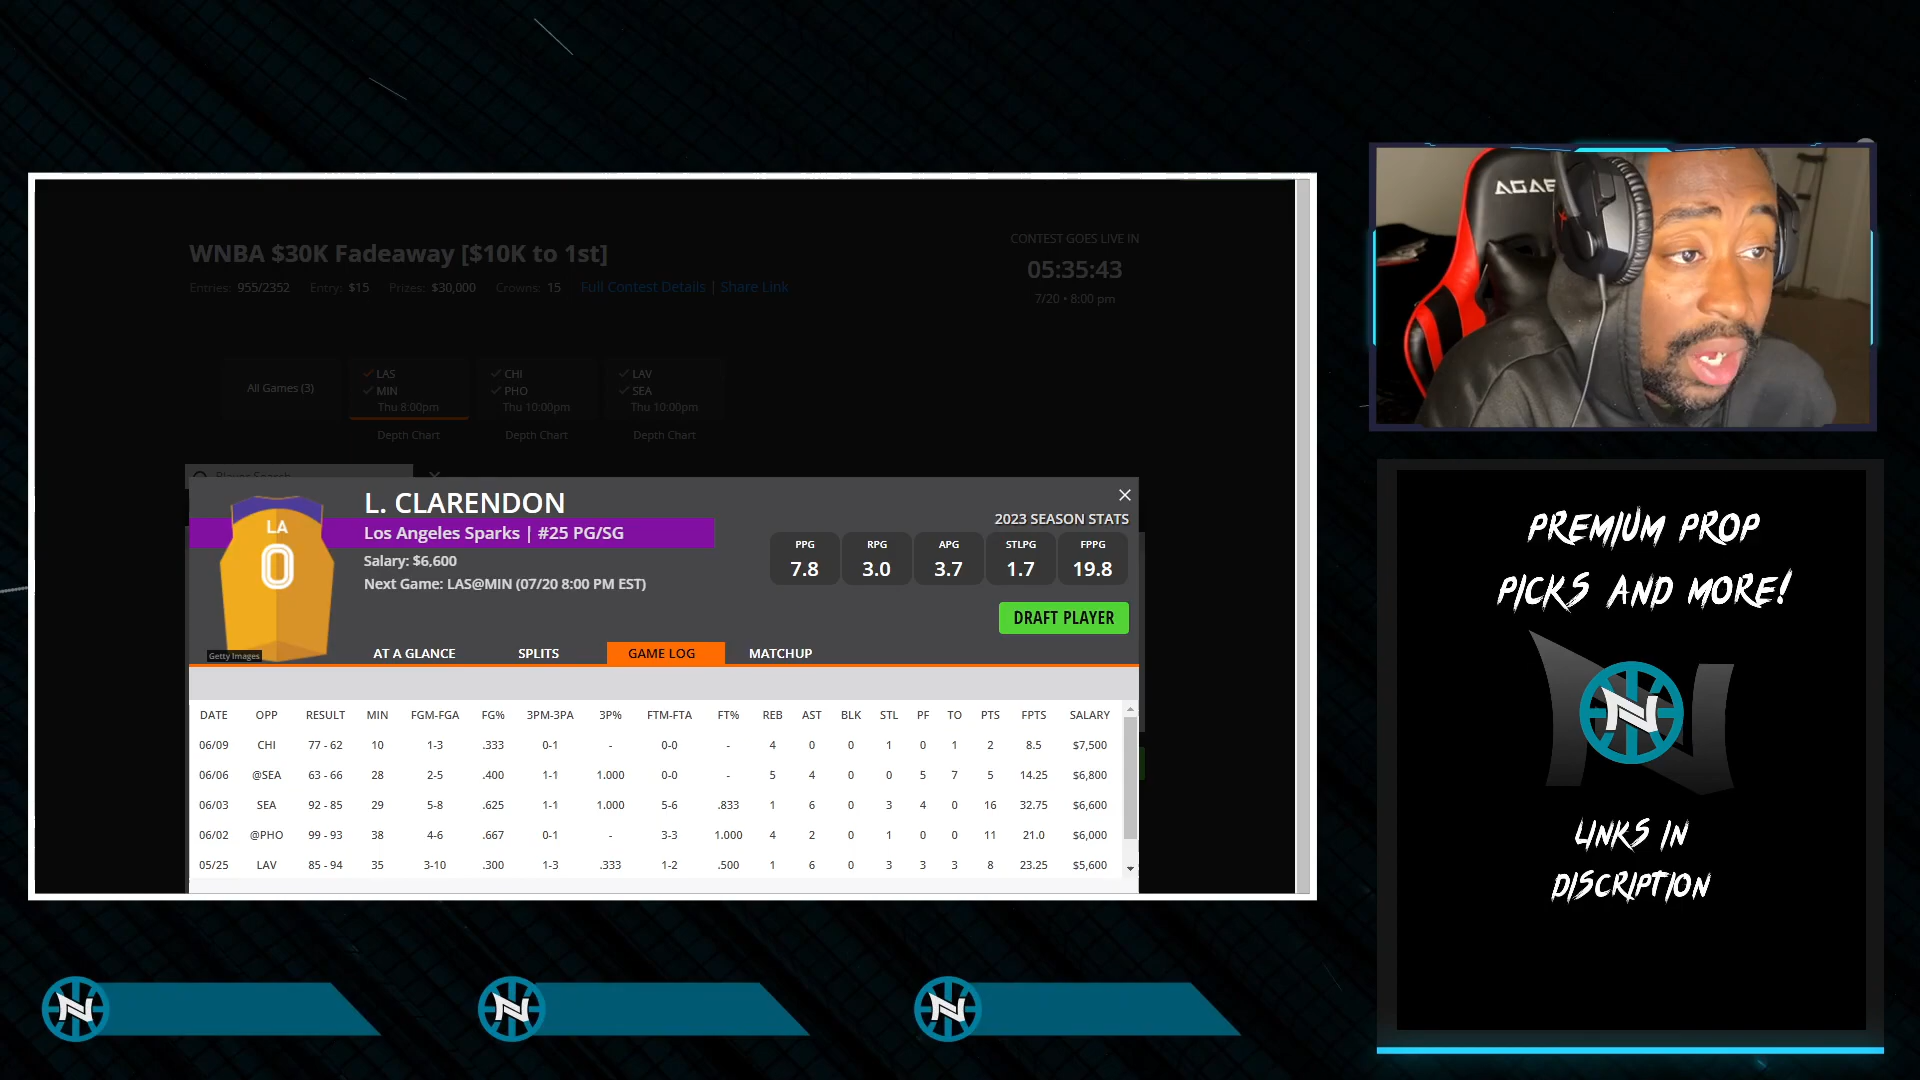 WNBA $30K Fadeaway [$10K to 1st]
Entries: 955/2352 Entry: $15 Prizes: $30,000 Crowns: 15 Full Contest Details | Share Link
CONTEST GOES LIVE IN
05:35:43
7/20 • 8:00 pm
All Games (3)
LAS
MIN
Thu 8:00pm
CHI
PHO
Thu 10:00pm
LAV
SEA
Thu 10:00pm
Depth Chart Depth Chart Depth Chart
Player Search
LA
0
Getty Images
L. CLARENDON
Los Angeles Sparks | #25 PG/SG
Salary: $6,600
Next Game: LAS@MIN (07/20 8:00 PM EST)
2023 SEASON STATS
PPG RPG APG STLPG FPPG
7.8 3.0 3.7 1.7 19.8
DRAFT PLAYER
AT A GLANCE SPLITS GAME LOG MATCHUP
DATE OPP RESULT MIN FGM-FGA FG% 3PM-3PA 3P% FTM-FTA FT% REB AST BLK STL PF TO PTS FPTS SALARY
06/09 CHI 77 - 62 10 1-3 .333 0-1 - 0-0 - 4 0 0 1 0 1 2 8.5 $7,500
06/06 @SEA 63 - 66 28 2-5 .400 1-1 1.000 0-0 - 5 4 0 0 5 7 5 14.25 $6,800
06/03 SEA 92 - 85 29 5-8 .625 1-1 1.000 5-6 .833 1 6 0 3 4 0 16 32.75 $6,600
06/02 @PHO 99 - 93 38 4-6 .667 0-1 - 3-3 1.000 4 2 0 1 0 0 11 21.0 $6,000
05/25 LAV 85 - 94 35 3-10 .300 1-3 .333 1-2 .500 1 6 0 3 3 3 8 23.25 $5,600
PREMIUM PROP
PICKS AND MORE!
N
LINKS IN
DISCRIPTION
N N N